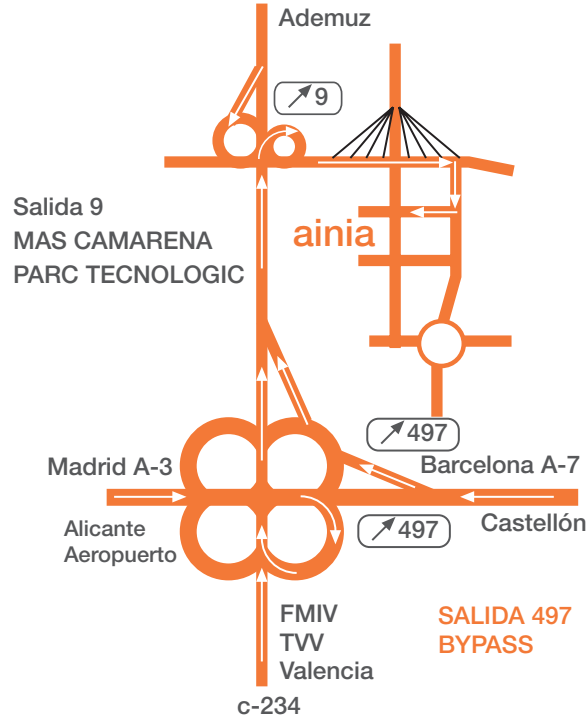 Ademuz
9
Salida 9
MAS CAMARENA
PARC TECNOLOGIC
ainia
497
Madrid A-3
Barcelona A-7
Alicante
Aeropuerto
497
Castellón
FMIV
TVV
Valencia
SALIDA 497
BYPASS
c-234